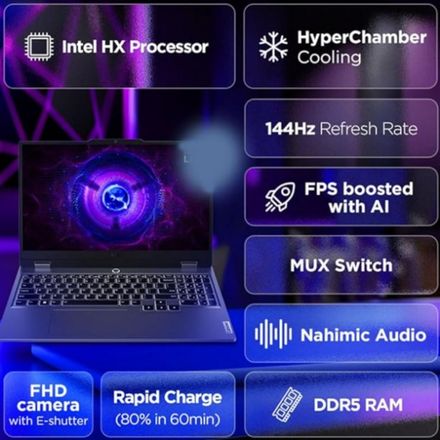 Intel HX Processor
HyperChamber
Cooling
144Hz Refresh Rate
FPS boosted
with AI
MUX Switch
Nahimic Audio
FHD
camera
with E-shutter
Rapid Charge
(80% in 60min)
DDR5 RAM